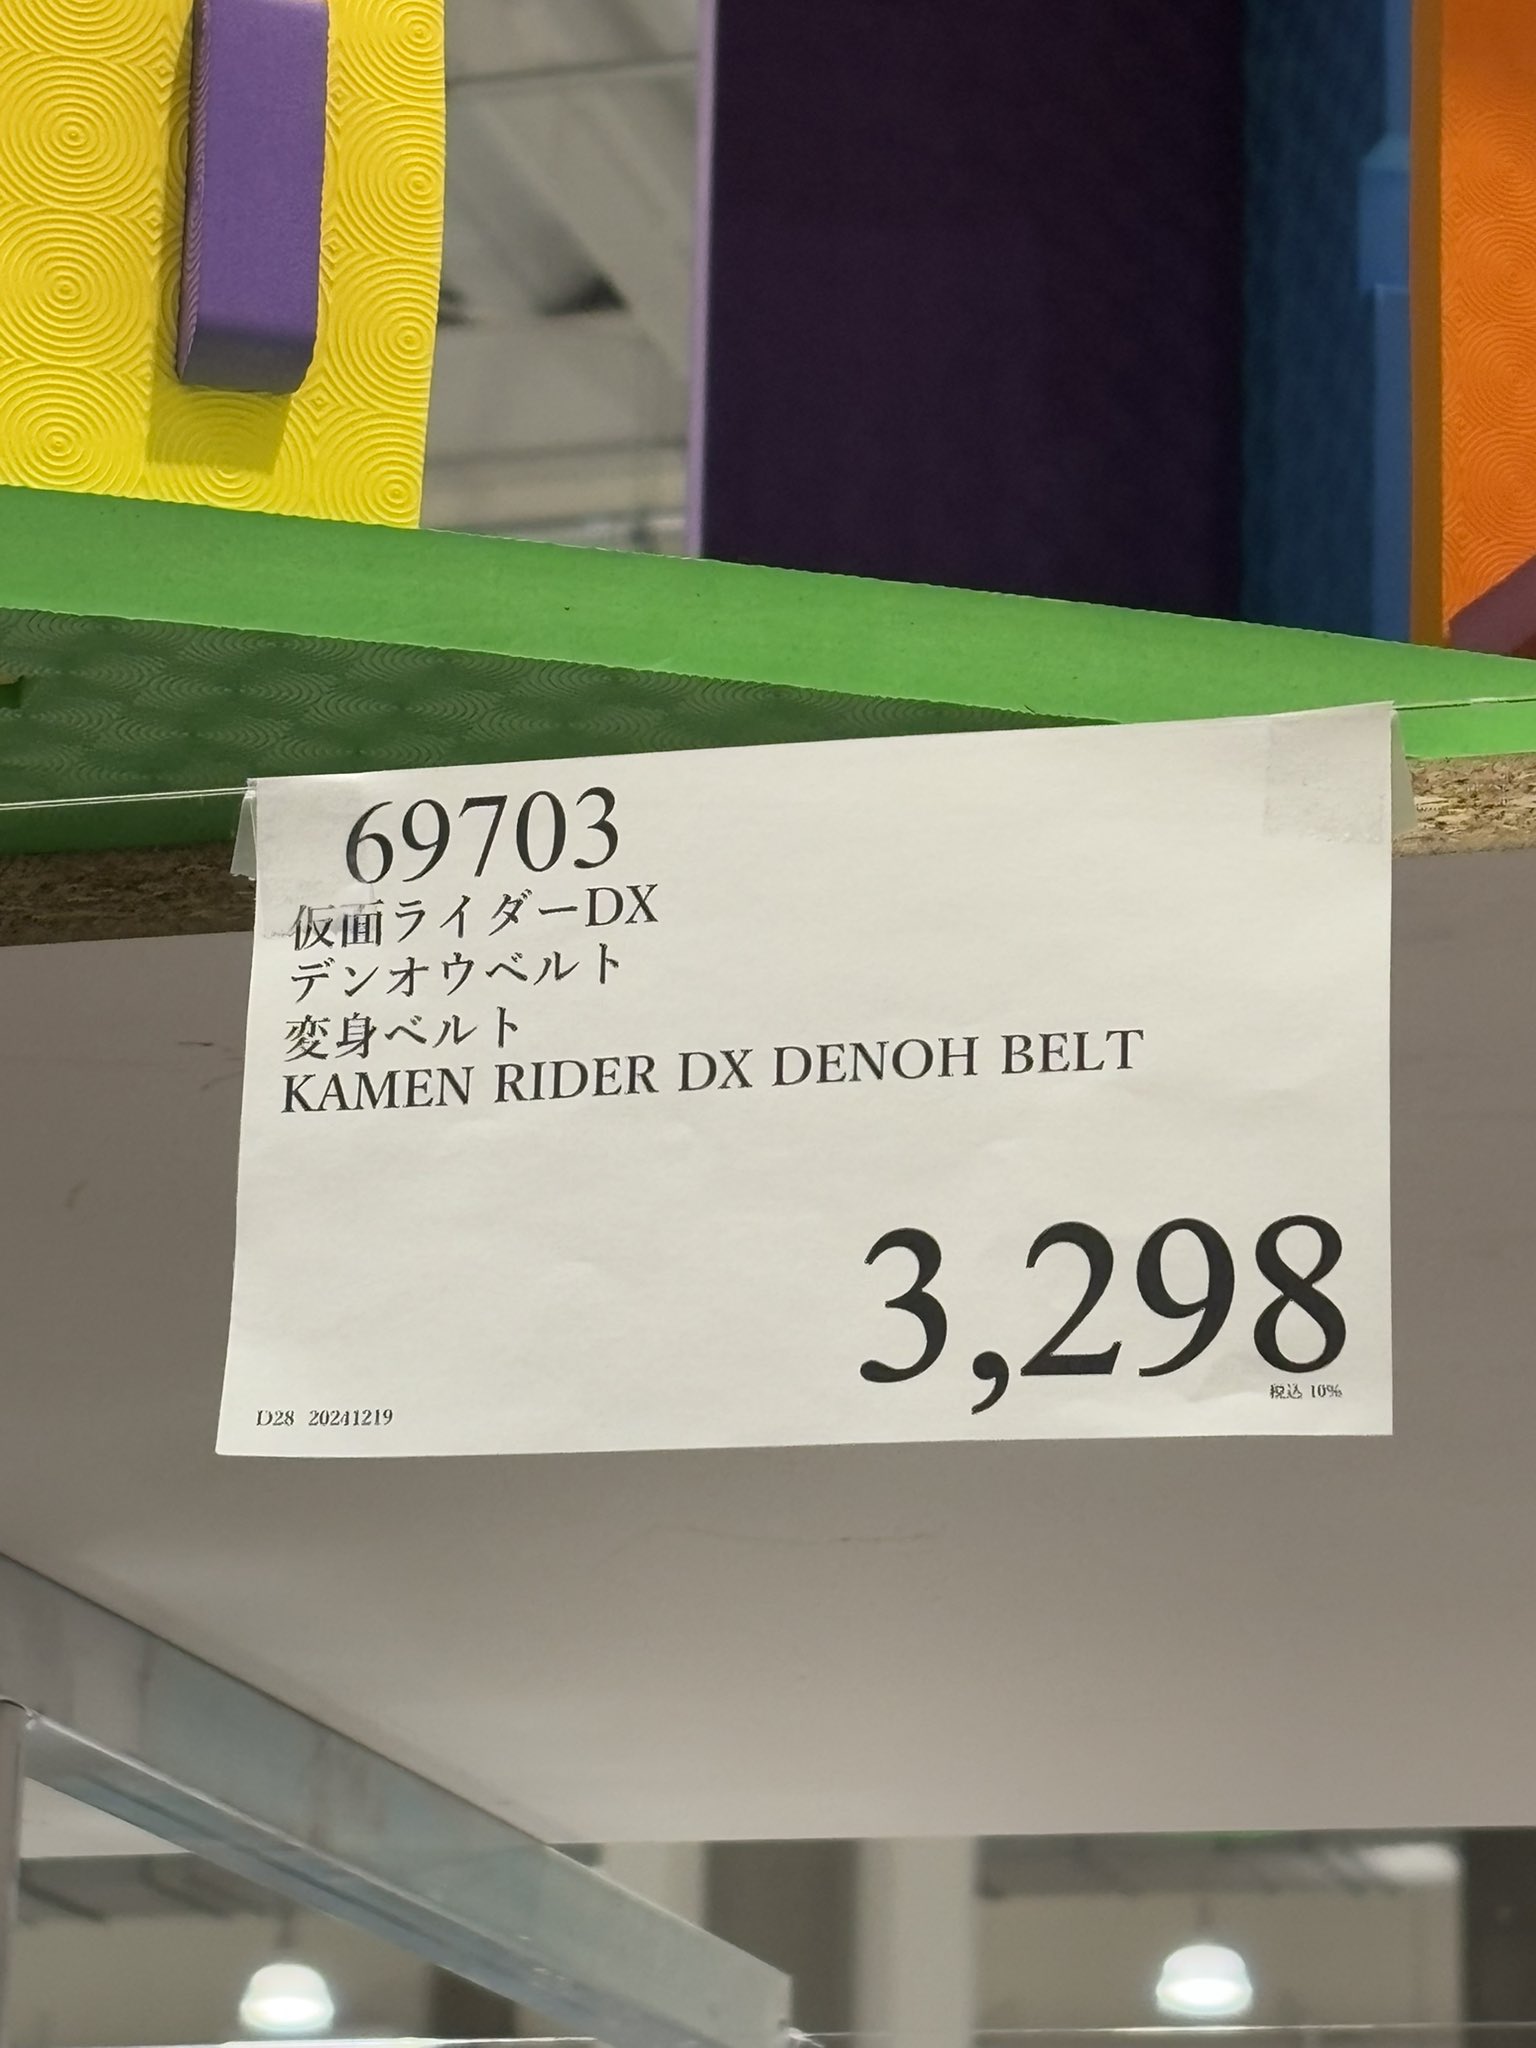 69703
仮面ライダーDX
デンオウベルト
変身ベルト
KAMEN RIDER DX DENOH BELT
3,298
税込 10%
D28 20241219